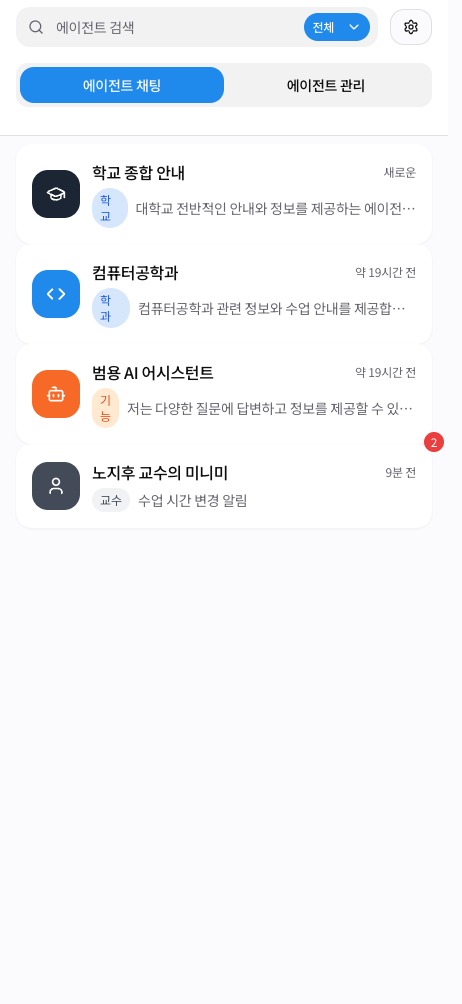 에이전트 검색
전체
에이전트 채팅
에이전트 관리
학교 종합 안내
새로운
학
교
대학교 전반적인 안내와 정보를 제공하는 에이전…
컴퓨터공학과
약 19시간 전
학
과
컴퓨터공학과 관련 정보와 수업 안내를 제공합…
범용 AI 어시스턴트
약 19시간 전
기
능
저는 다양한 질문에 답변하고 정보를 제공할 수 있…
2
노지후 교수의 미니미
9분 전
교수
수업 시간 변경 알림